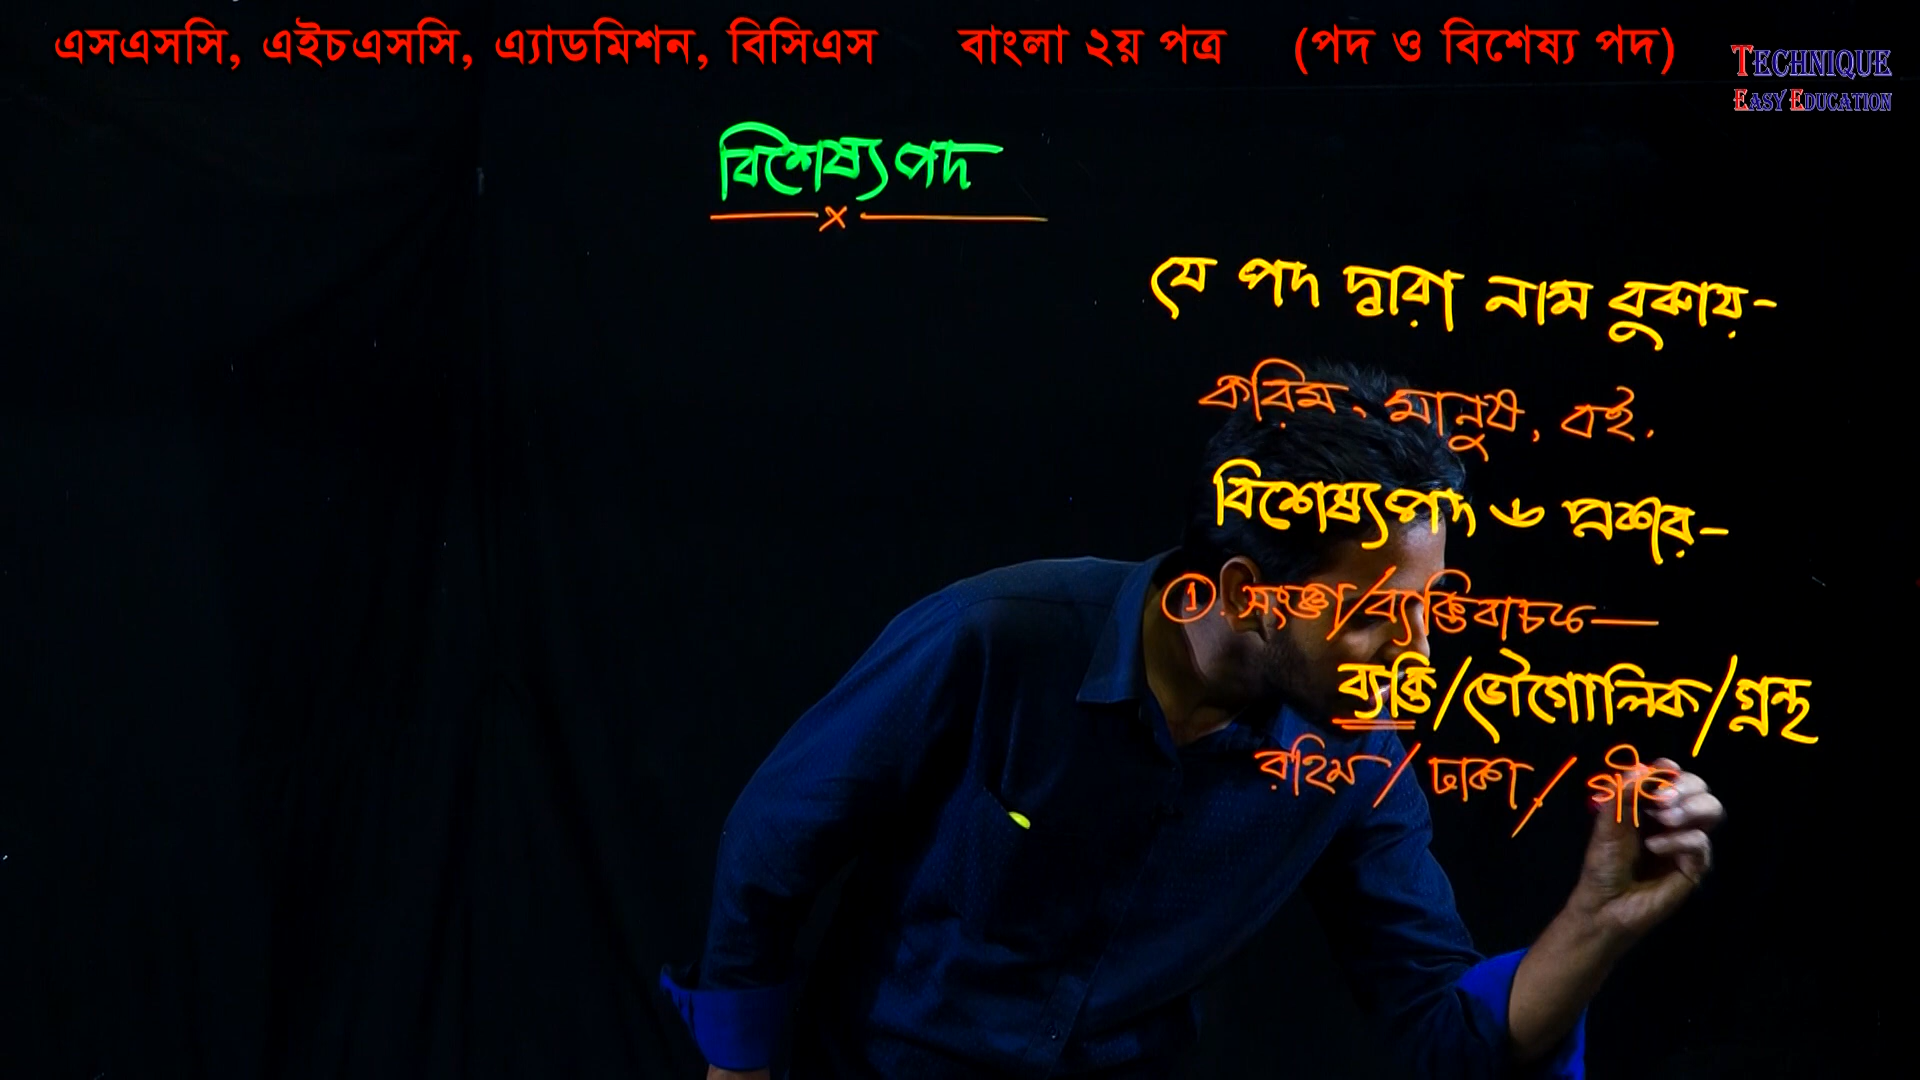 এসএসসি, এইচএসসি, এ্যাডমিশন, বিসিএস বাংলা ২য় পত্র (পদ ও বিশেষ্য পদ)
TECHNIQUE
EASY EDUCATION
বিশেষ্যপদ
x
যে পদ দ্বারা নাম বুঝায়-
করিম, মানুষ, বই.
বিশেষ্যপদ ৬ প্রকার-
1. সংজ্ঞা/ব্যক্তিবাচক—
ব্যক্তি/ভৌগোলিক/গ্রন্থ
রহিম/ঢাকা/গী